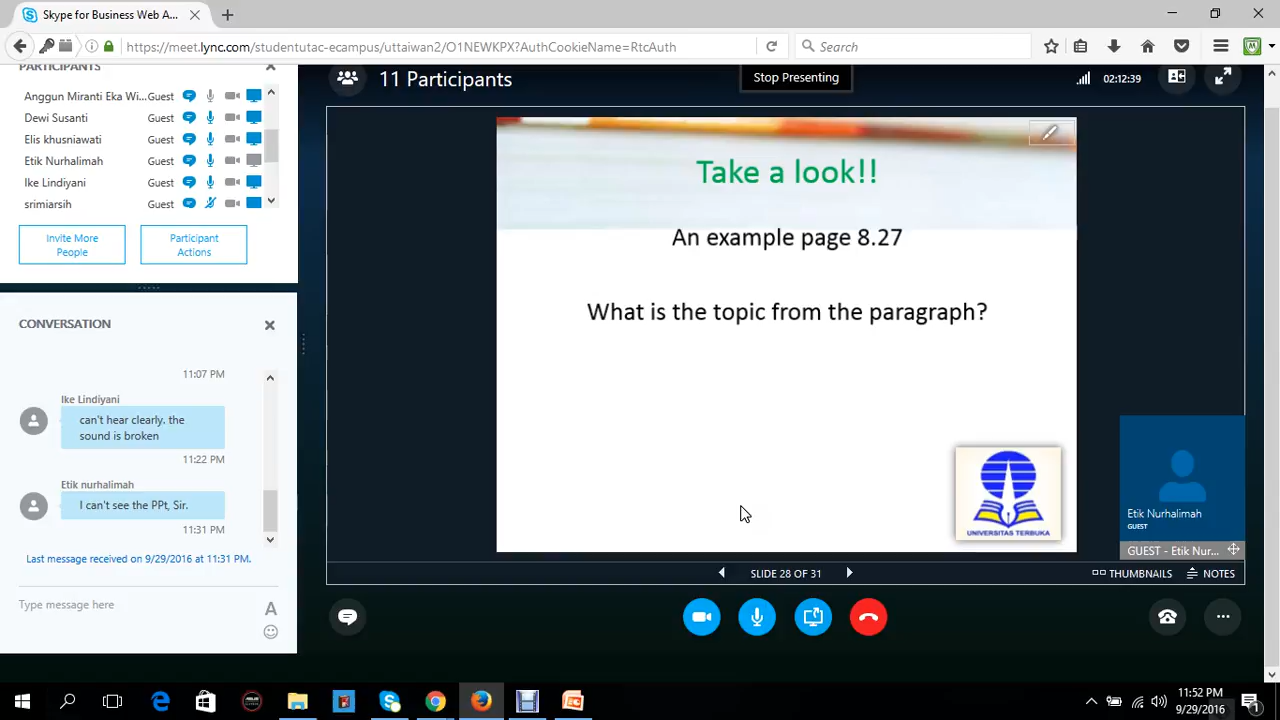 Skype for Business Web A...
https://meet.lync.com/studentutac-ecampus/uttaiwan2/O1NEWKPX?AuthCookieName=RtcAuth
Search
PARTICIPANTS
Anggun Miranti Eka Wi... Guest
Dewi Susanti Guest
Elis khusniawati Guest
Etik Nurhalimah Guest
Ike Lindiyani Guest
srimiarsih Guest
Invite More
People
Participant
Actions
CONVERSATION
11:07 PM
Ike Lindiyani
can't hear clearly. the
sound is broken
11:22 PM
Etik nurhalimah
I can't see the PPt, Sir.
11:31 PM
Last message received on 9/29/2016 at 11:31 PM.
Type message here
A
11 Participants
Stop Presenting
02:12:39
Take a look!!
An example page 8.27
What is the topic from the paragraph?
UNIVERSITAS TERBUKA
Etik Nurhalimah
GUEST
GUEST - Etik Nur...
SLIDE 28 OF 31
THUMBNAILS
NOTES
11:52 PM
9/29/2016